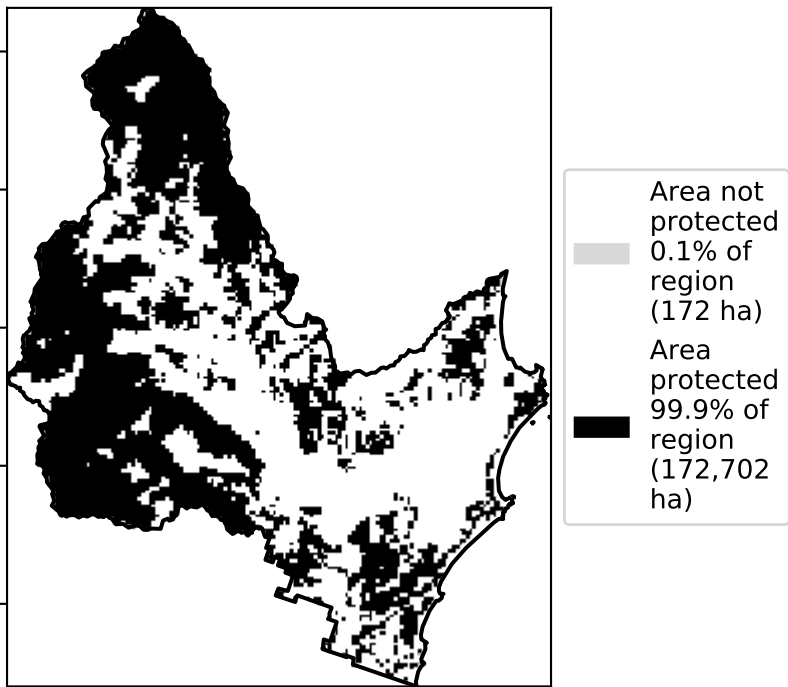 Area not
protected
0.1% of
region
(172 ha)
Area
protected
99.9% of
region
(172,702
ha)